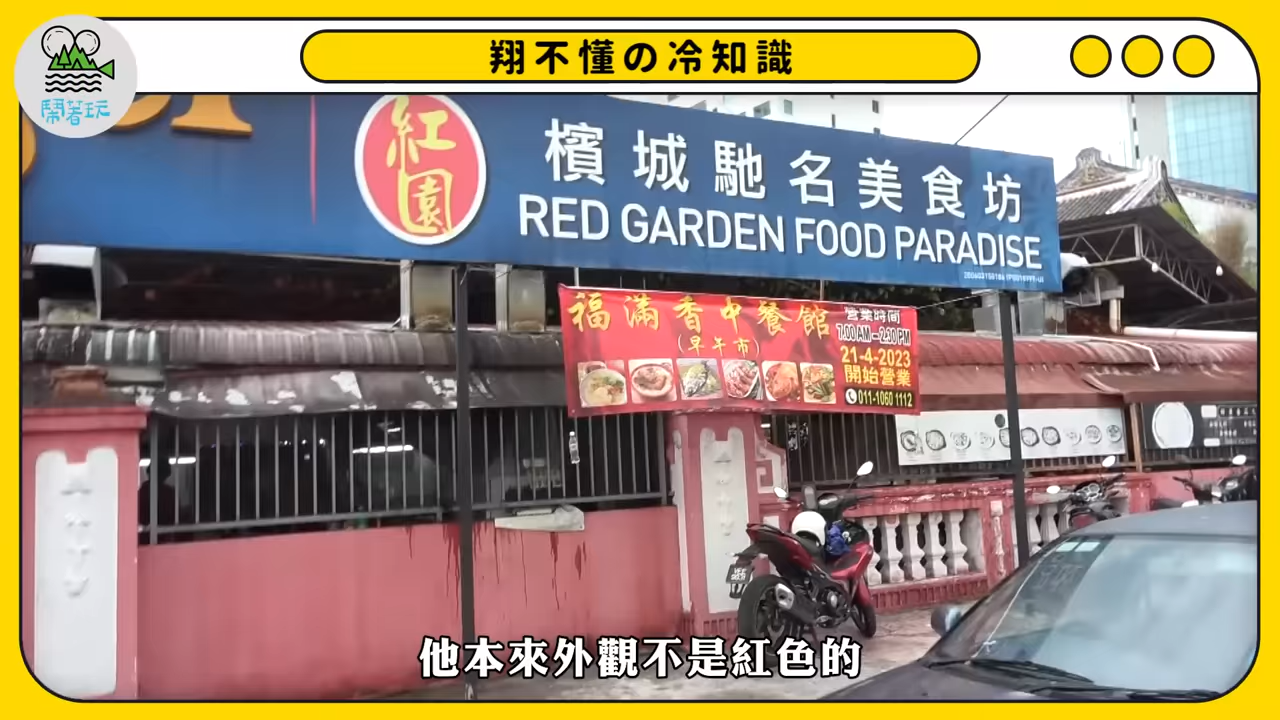 翔不懂の冷知識
鬧著玩
紅園
檳城馳名美食坊
RED GARDEN FOOD PARADISE
福滿香中餐館
(早午市)
營業時間
7.00 AM - 2.30 PM
21-4-2023
開始營業
011-1060 1112
他本來外觀不是紅色的